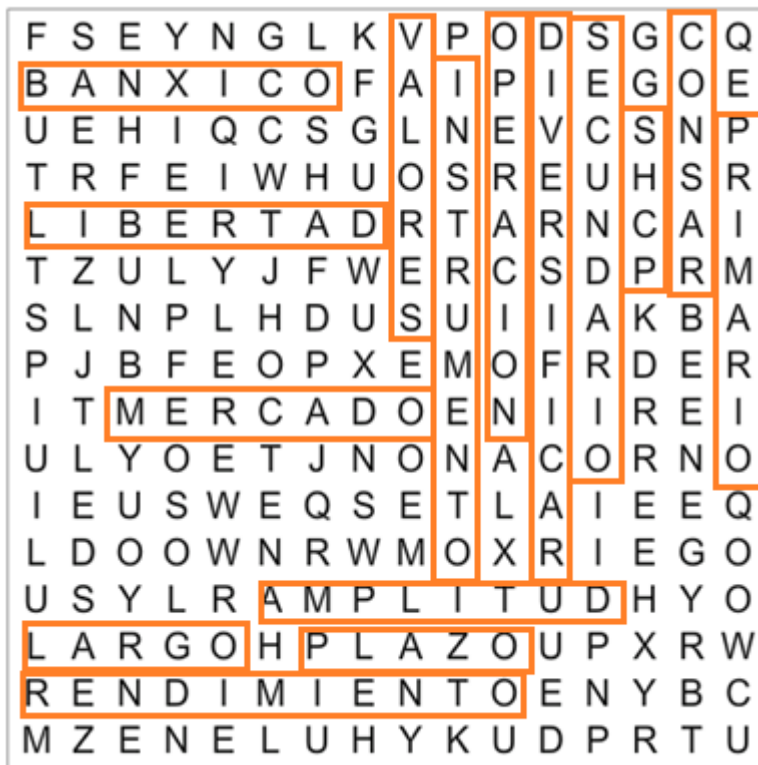 F S E Y N G L K V P O D S G C Q
B A N X I C O F A I P I E G O E
U E H I Q C S G L N E V C S N P
T R F E I W H U O S R E U H S R
L I B E R T A D R T A R N C A I
T Z U L Y J F W E R C S D P R M
S L N P L H D U S U I I A K B A
P J B F E O P X E M O F R D E R
I T M E R C A D O E N I I R E I
U L Y O E T J N O N A C O R N O
I E U S W E Q S E T L A I E E Q
L D O O W N R W M O X R I E G O
U S Y L R A M P L I T U D H Y O
L A R G O H P L A Z O U P X R W
R E N D I M I E N T O E N Y B C
M Z E N E L U H Y K U D P R T U